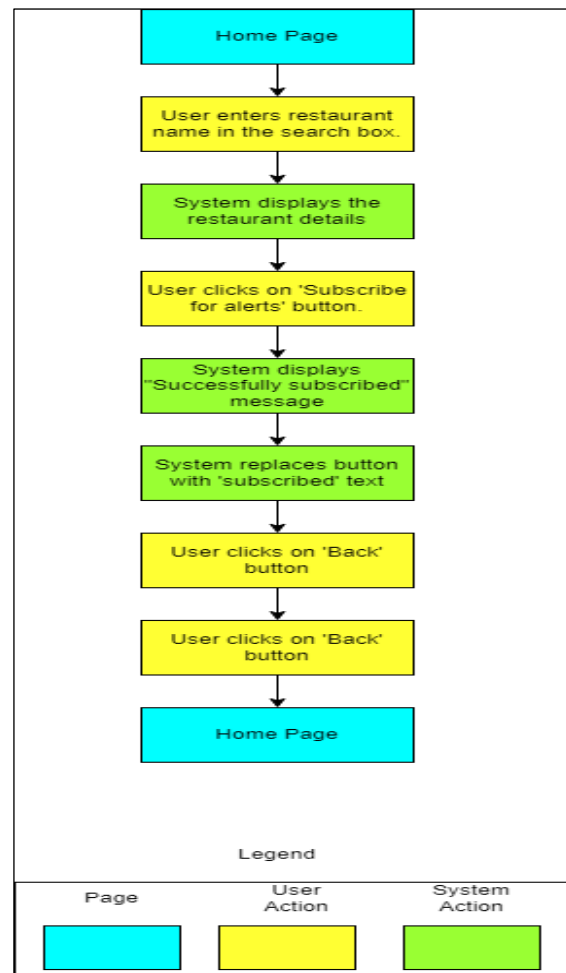 Home Page
User enters restaurant
name in the search box.
System displays the
restaurant details
User clicks on 'Subscribe
for alerts' button.
System displays
"Successfully subscribed"
message
System replaces button
with 'subscribed' text
User clicks on 'Back'
button
User clicks on 'Back'
button
Home Page
Legend
Page
User
Action
System
Action